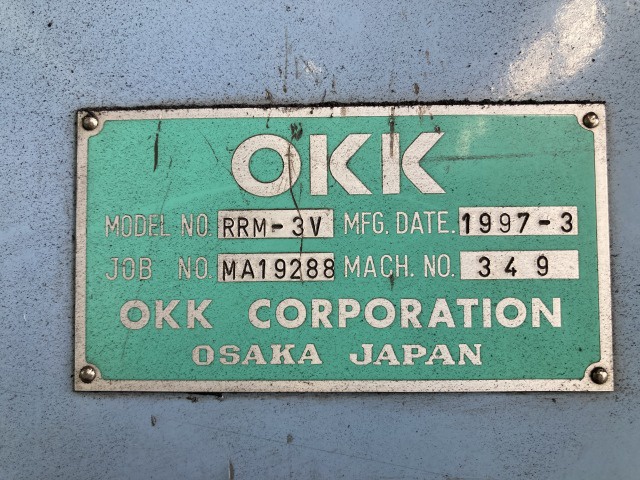 OKK
MODEL NO. RRM-3V MFG. DATE. 1997-3
JOB NO. MA19288 MACH. NO. 349
OKK CORPORATION
OSAKA JAPAN